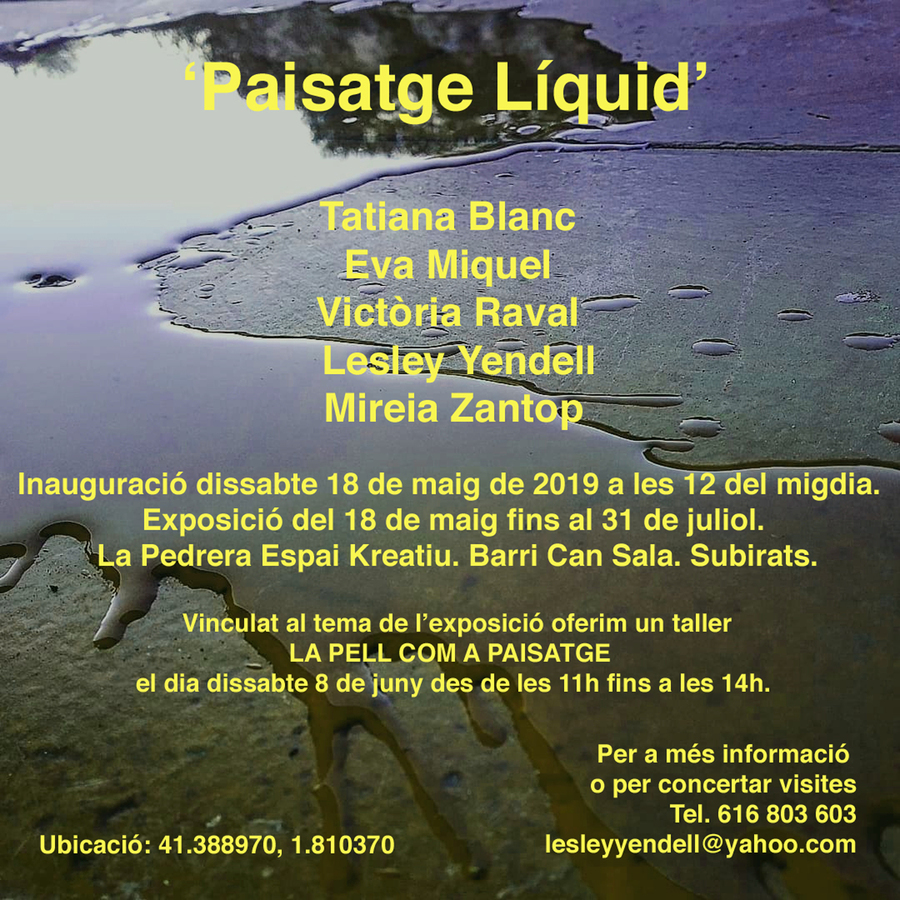 ‘Paisatge Líquid’
Tatiana Blanc
Eva Miquel
Victòria Raval
Lesley Yendell
Mireia Zantop
Inauguració dissabte 18 de maig de 2019 a les 12 del migdia.
Exposició del 18 de maig fins al 31 de juliol.
La Pedrera Espai Kreatiu. Barri Can Sala. Subirats.
Vinculat al tema de l’exposició oferim un taller
LA PELL COM A PAISATGE
el dia dissabte 8 de juny des de les 11h fins a les 14h.
Per a més informació
o per concertar visites
Tel. 616 803 603
lesleyyendell@yahoo.com
Ubicació: 41.388970, 1.810370